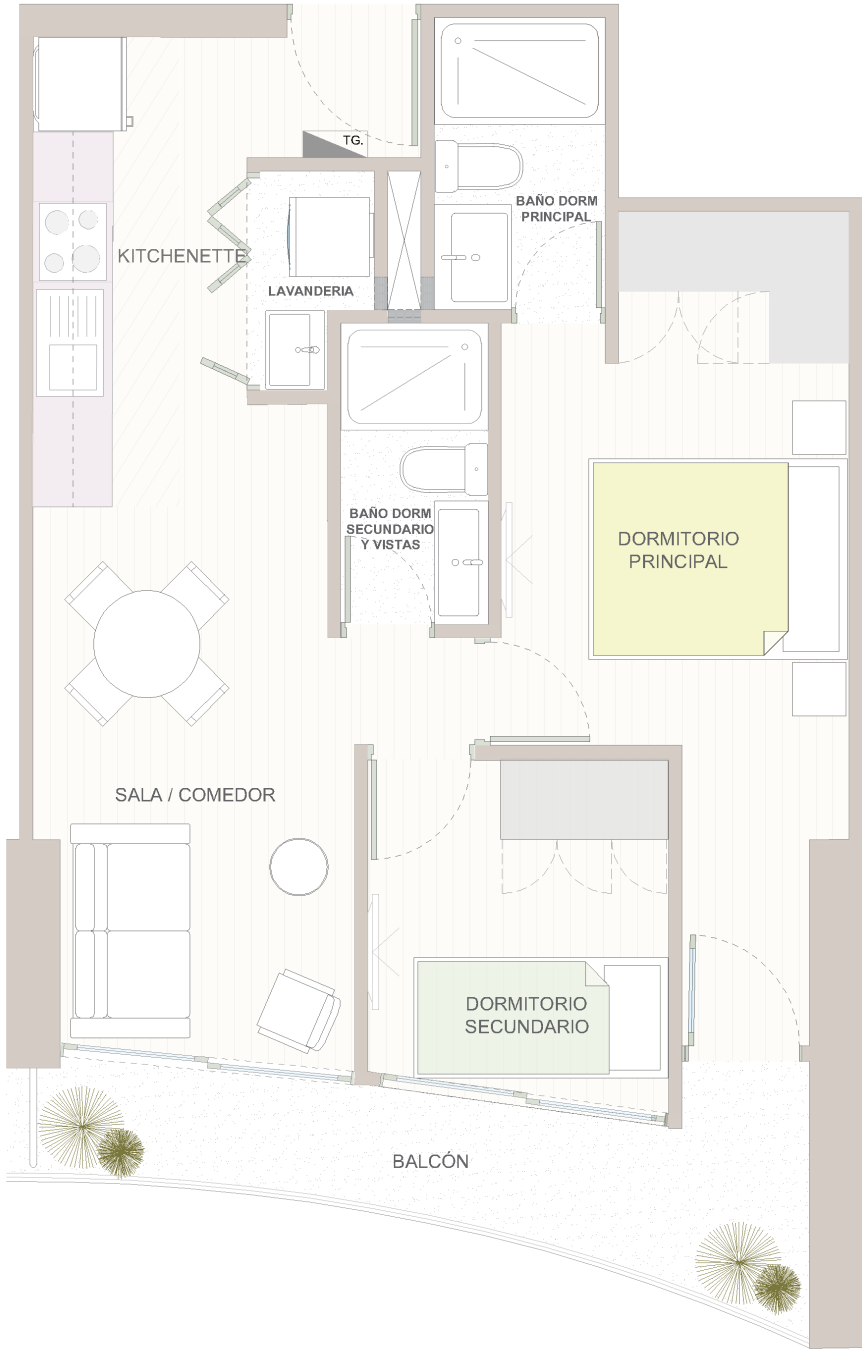 TG.
BAÑO DORM
PRINCIPAL
KITCHENETTE
LAVANDERIA
BAÑO DORM
SECUNDARIO
Y VISTAS
DORMITORIO
PRINCIPAL
SALA / COMEDOR
DORMITORIO
SECUNDARIO
BALCÓN